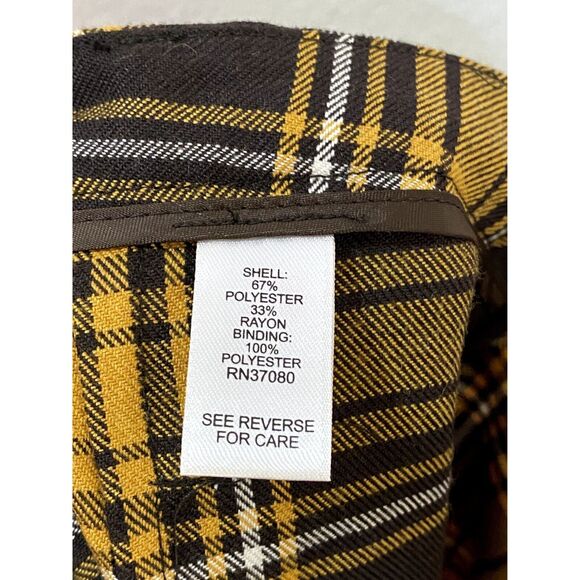 SHELL:
67%
POLYESTER
33%
RAYON
BINDING:
100%
POLYESTER
RN37080
SEE REVERSE
FOR CARE